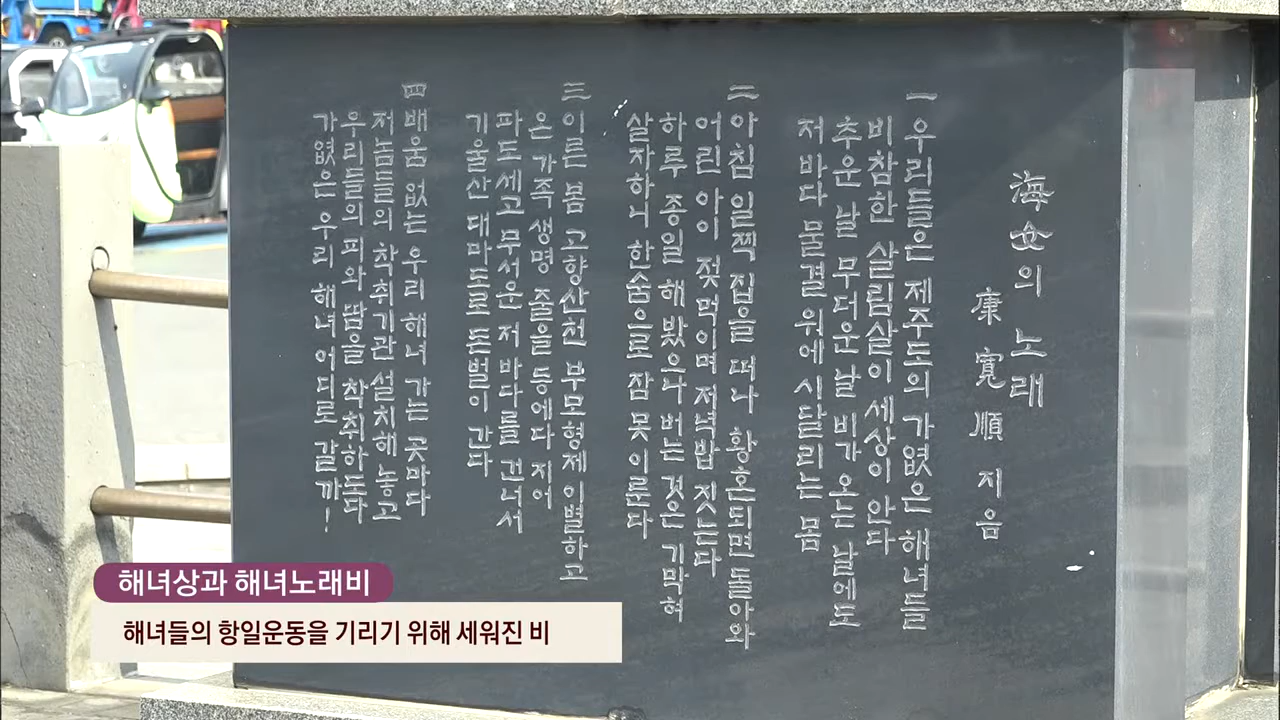 海女의 노래
康寬順 지음
一 우리들은 제주도의 가엾은 해녀들
비참한 살림살이 세상이 안다
추운 날 무더운 날 비가 오는 날에도
저 바다 물결 위에 시달리는 몸
二 아침 일찍 집을 떠나 황혼되면 돌아와
어린 아이 젖먹이며 저녁밥 짓는다
하루 종일 해 봤으나 버는 것은 기막혀
살자하니 한숨으로 잠 못 이룬다
三 이른 봄 고향산천 부모형제 이별하고
온 가족 생명 줄을 등에다 지어
파도 세고 무서운 저 바다를 건너서
기울산 대마도로 돈벌이 간다
四 배움 없는 우리 해녀 가는 곳마다
저놈들의 착취기관 설치해 놓고
우리들의 피와 땀을 착취하도다
가엾은 우리 해녀 어디로 갈까!
해녀상과 해녀노래비
해녀들의 항일운동을 기리기 위해 세워진 비